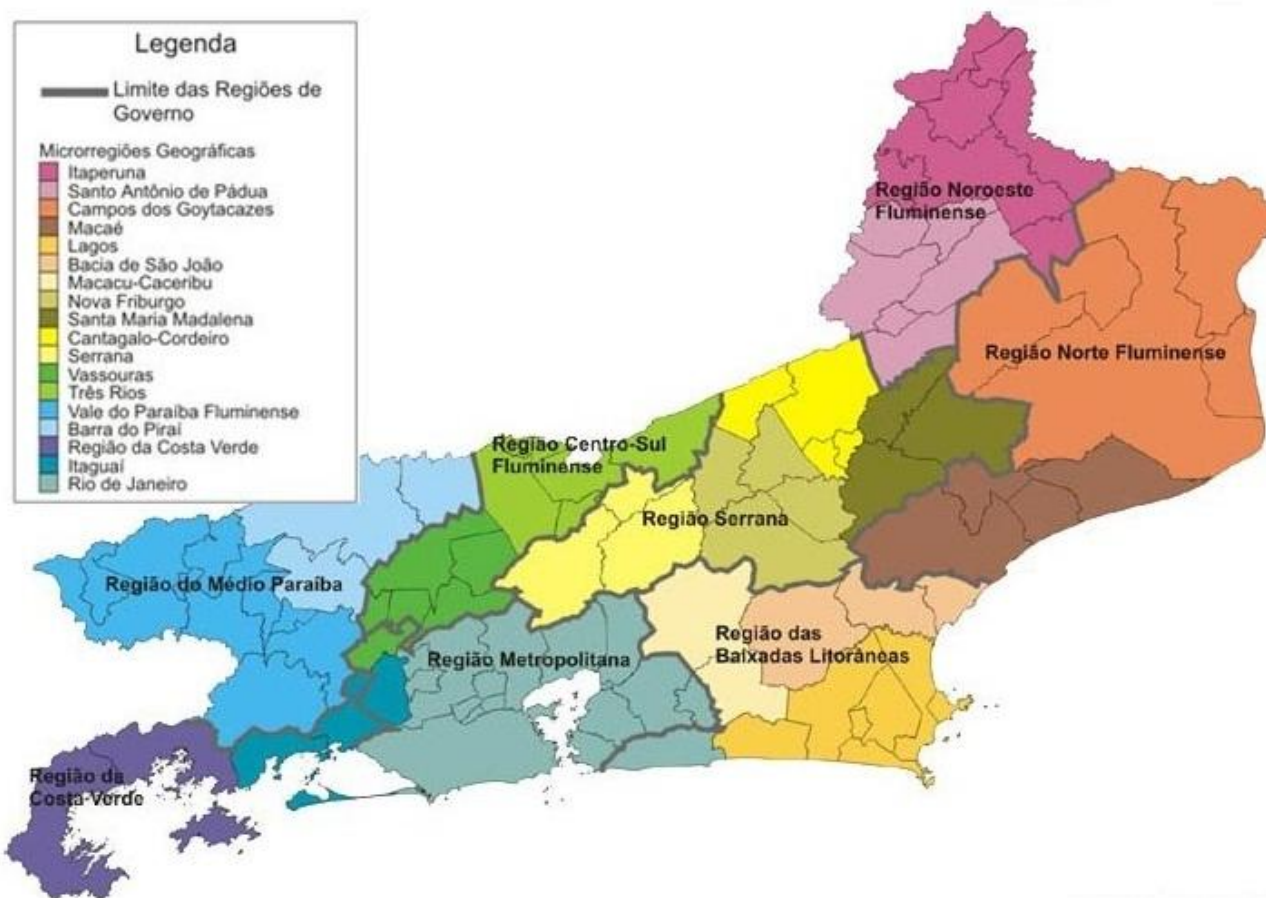 Legenda
Limite das Regiões de
Governo
Microrregiões Geográficas
Itaperuna
Santo Antônio de Pádua
Campos dos Goytacazes
Macaé
Lagos
Bacia de São João
Macacu-Caceribu
Nova Friburgo
Santa Maria Madalena
Cantagalo-Cordeiro
Serrana
Vassouras
Três Rios
Vale do Paraíba Fluminense
Barra do Piraí
Região da Costa Verde
Itaguaí
Rio de Janeiro
Região Noroeste
Fluminense
Região Norte Fluminense
Região Centro-Sul
Fluminense
Região Serrana
Região do Médio Paraíba
Região das
Baixadas Litorâneas
Região Metropolitana
Região da
Costa Verde